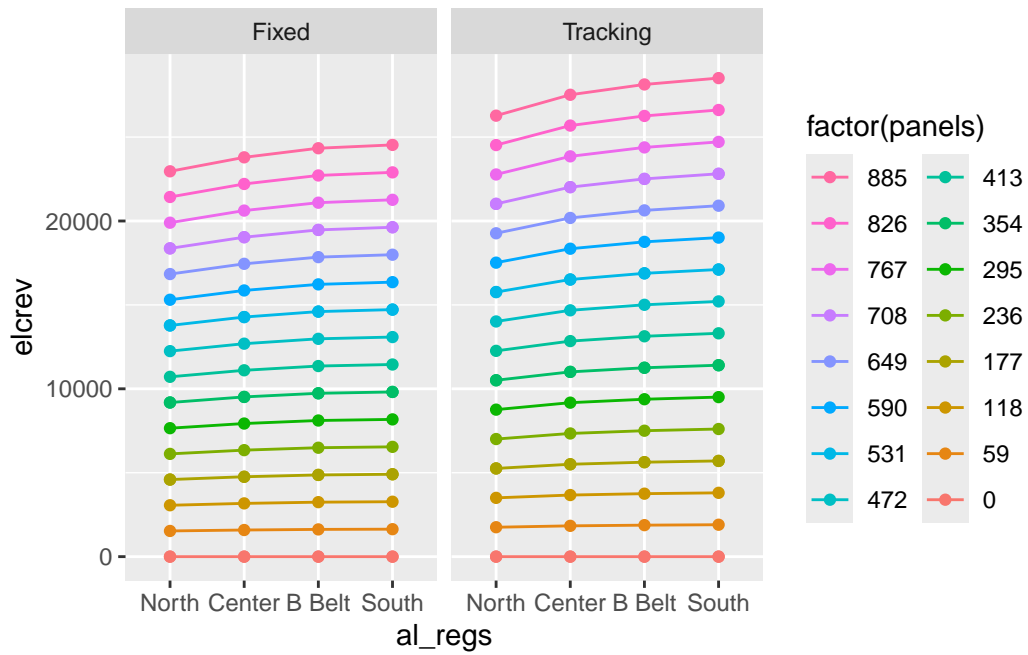 Fixed Tracking
factor(panels)
885 413
826 354
767 295
708 236
649 177
590 118
531 59
472 0
elcrev
20000
10000
0
North Center B Belt South North Center B Belt South
al_regs